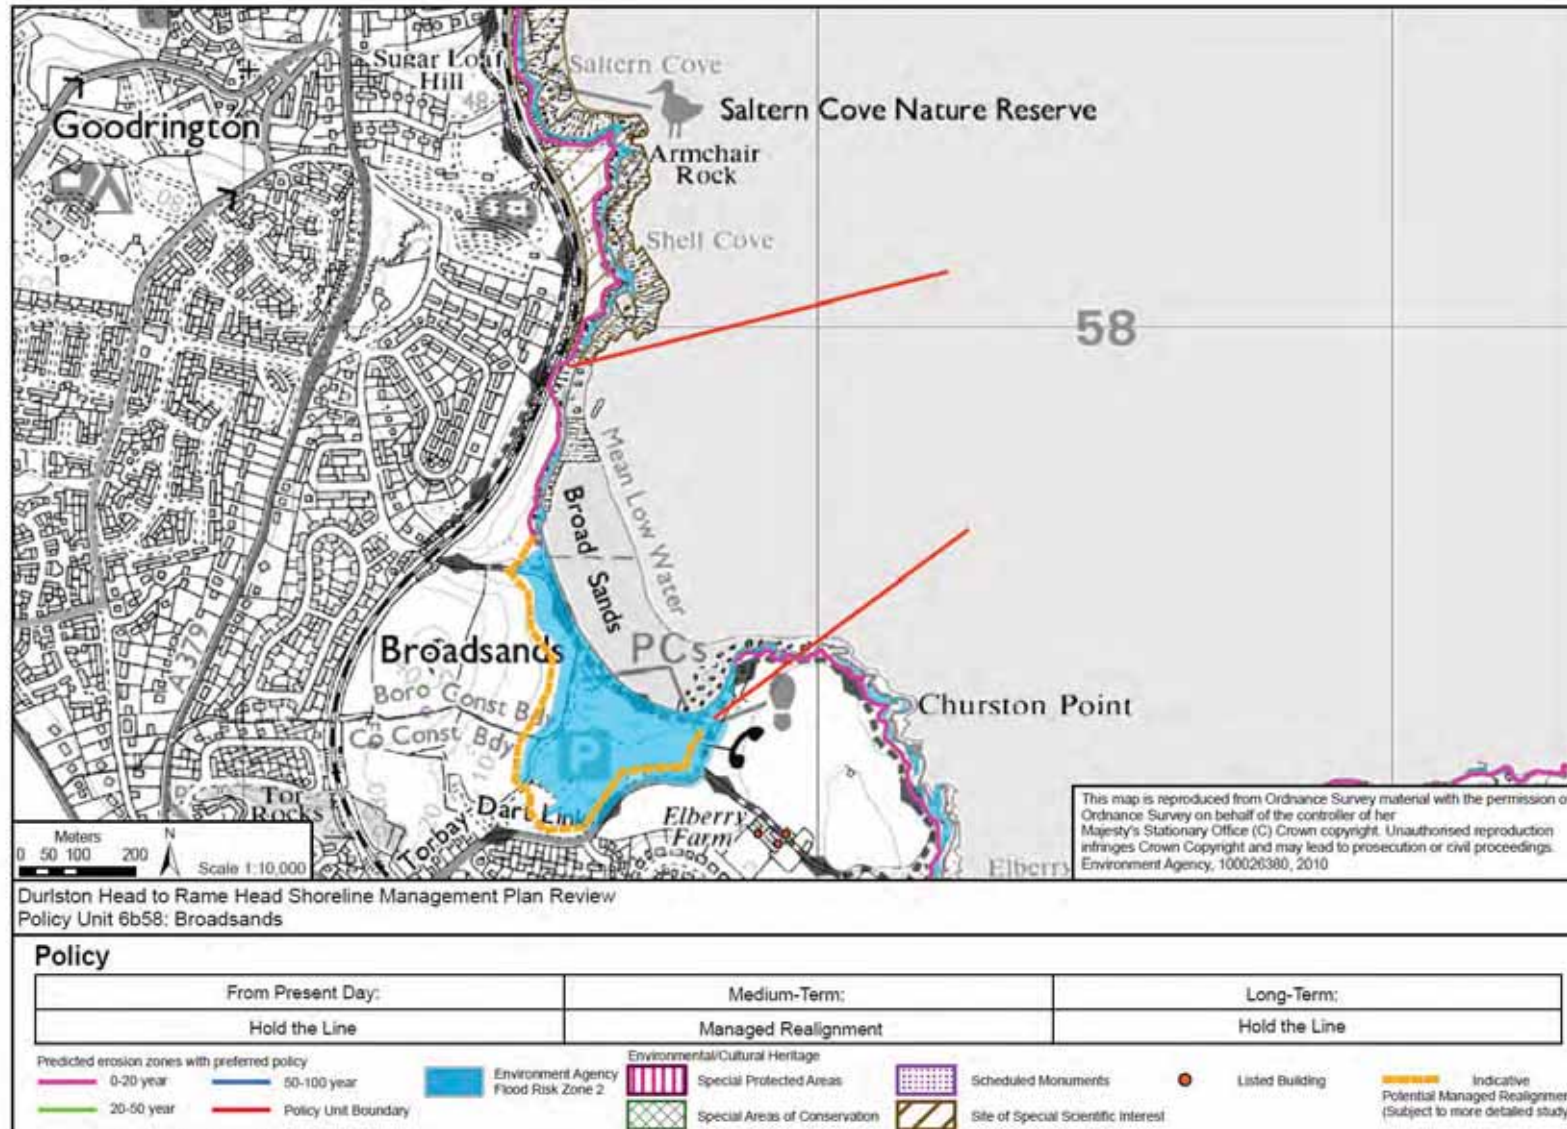 Sugar Loaf
Hill
Saltern Cove
48
Goodrington
Saltern Cove Nature Reserve
Armchair
Rock
80
Shell Cove
58
Mean Low Water
Broad Sands
A379
Broadsands
PCs
Boro Const Bdy
Co Const Bdy
Churston Point
P
10
20
Tor
Rocks
Torbay
Dart Link
Elberry
Farm
Elberry
Meters
0 50 100 200
N
Scale 1:10,000
This map is reproduced from Ordnance Survey material with the permission o
Ordnance Survey on behalf of the controller of her
Majesty's Stationary Office (C) Crown copyright. Unauthorised reproduction
infringes Crown Copyright and may lead to prosecution or civil proceedings.
Environment Agency, 100026380, 2010
Durlston Head to Rame Head Shoreline Management Plan Review
Policy Unit 6b58: Broadsands
Policy
From Present Day: Medium-Term: Long-Term:
Hold the Line Managed Realignment Hold the Line
Predicted erosion zones with preferred policy
0-20 year
50-100 year
20-50 year
Policy Unit Boundary
Environment Agency
Flood Risk Zone 2
Environmental/Cultural Heritage
Special Protected Areas
Scheduled Monuments
Listed Building
Special Areas of Conservation
Site of Special Scientific Interest
Indicative
Potential Managed Realignmen
(Subject to more detailed study